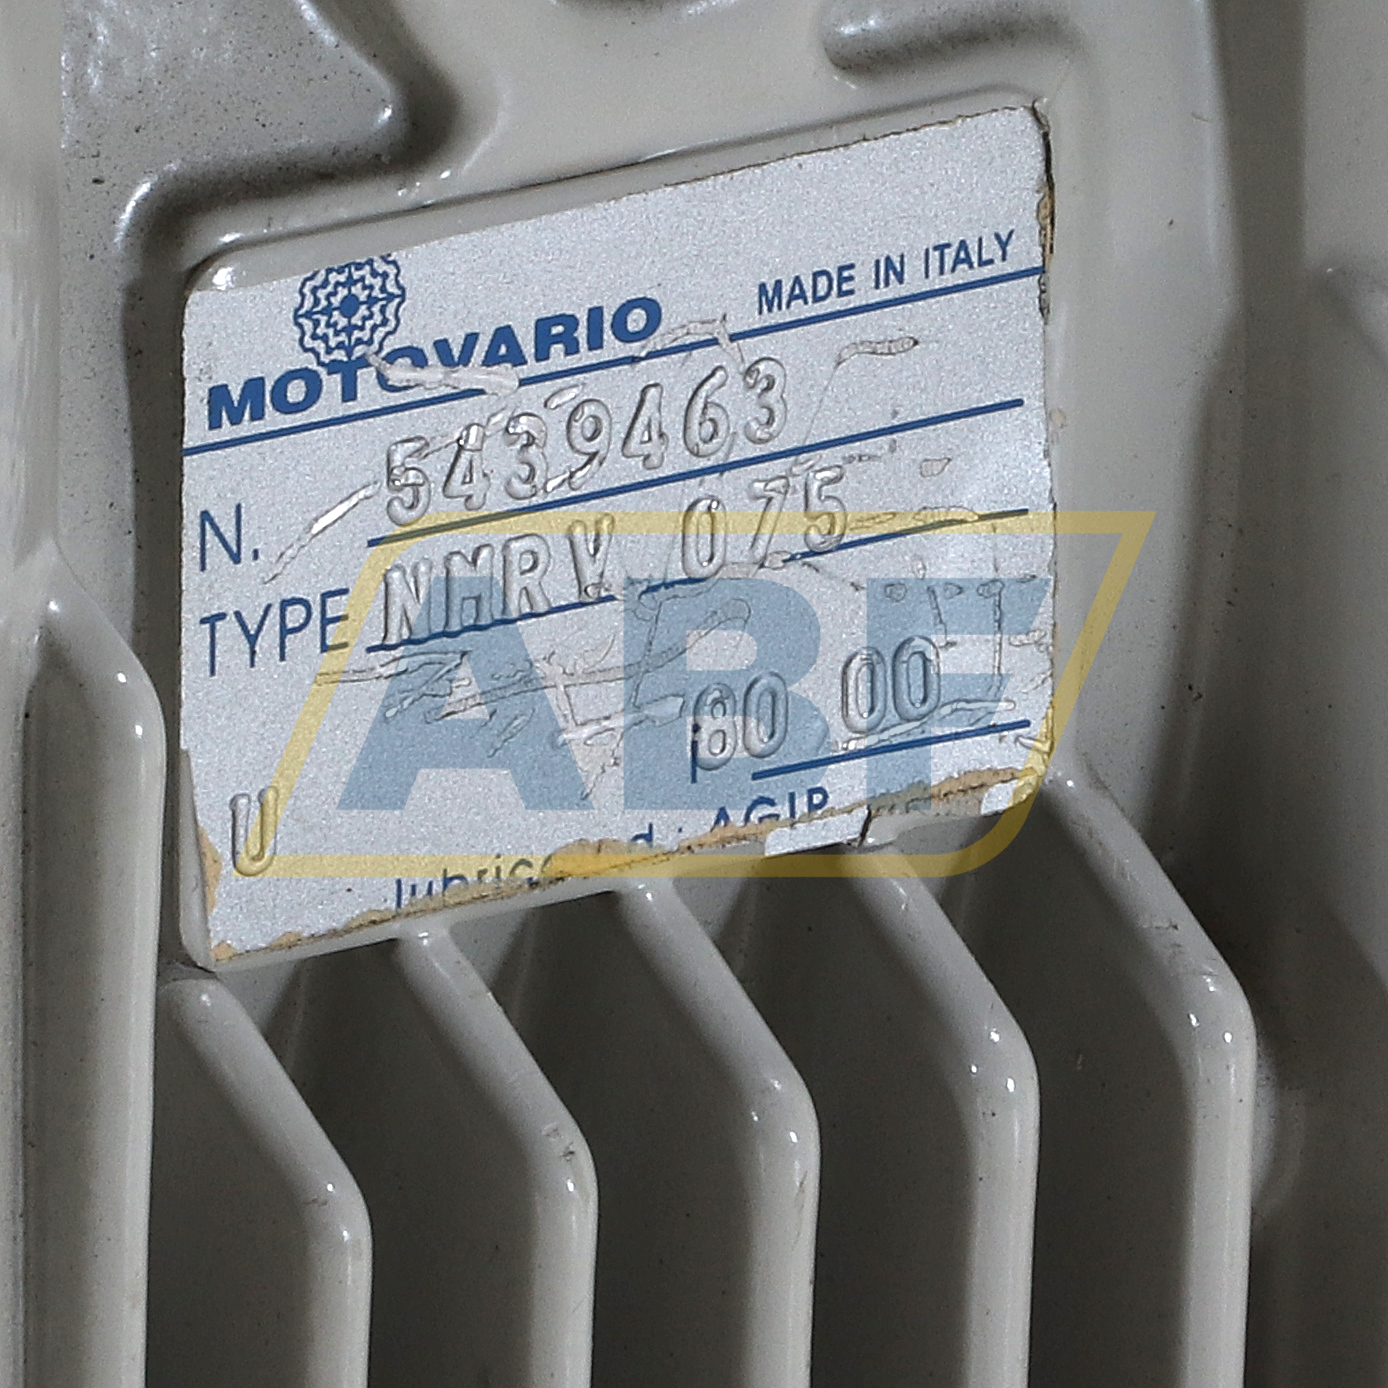 MOTOVARIO MADE IN ITALY
N. 5439463
TYPE NMRV 075
i 80 00
U
AGIP
ABF